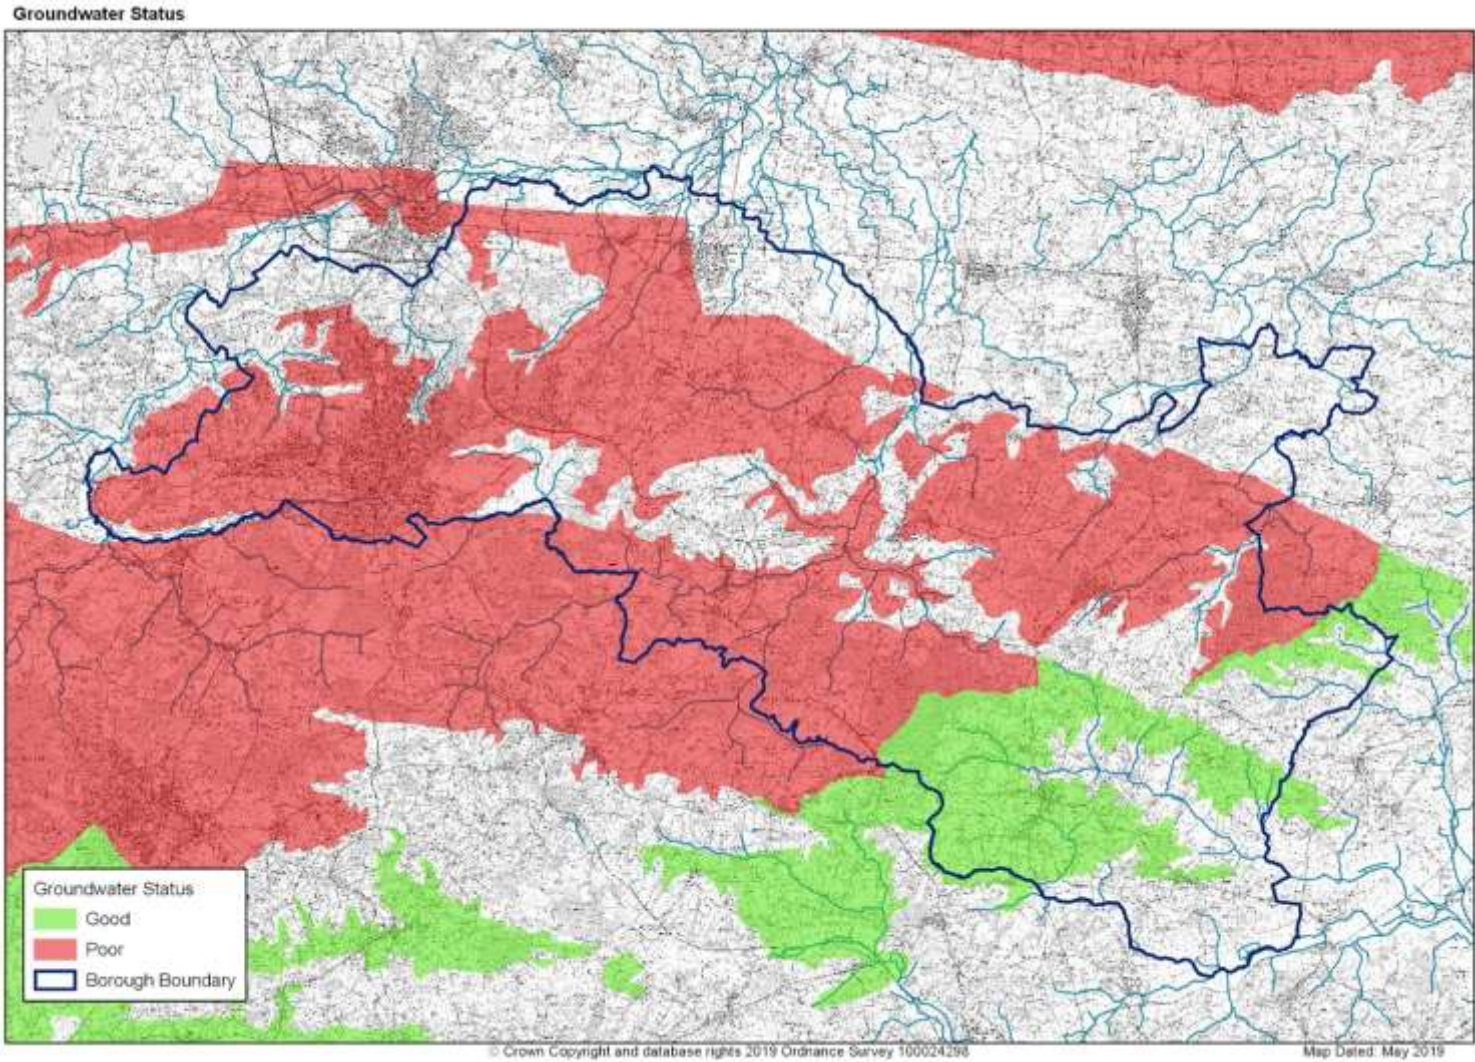 Groundwater Status
Groundwater Status
Good
Poor
Borough Boundary
© Crown Copyright and database rights 2019 Ordnance Survey 100024298
Map Dated: May 2019